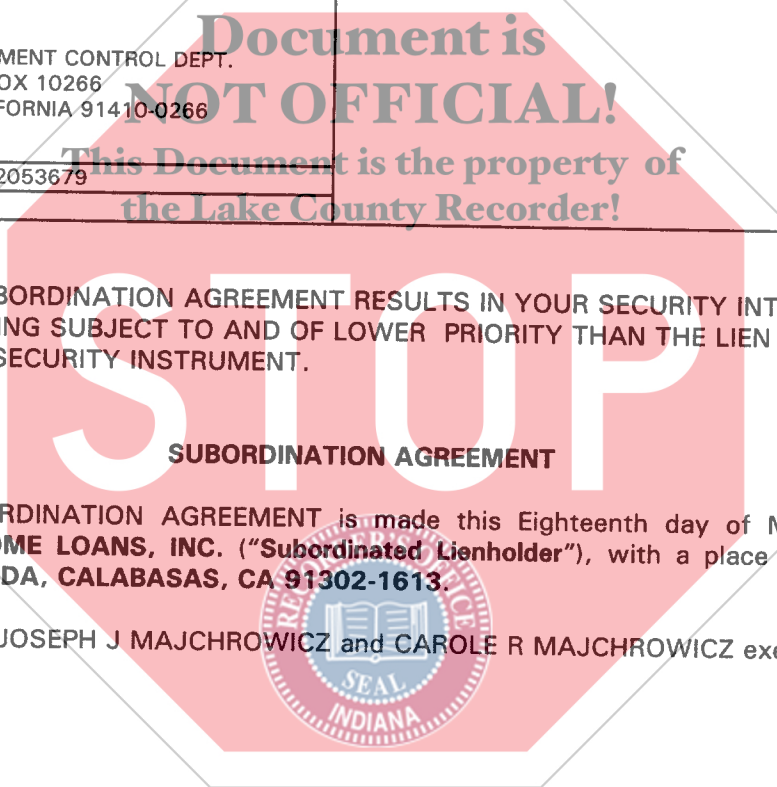 Document is
MENT CONTROL DEPT.
OX 10266
NOT OFFICIAL!
FORNIA 91410-0266
This Document is the property of
2053679
the Lake County Recorder!
STOP
BORDINATION AGREEMENT RESULTS IN YOUR SECURITY INT
NG SUBJECT TO AND OF LOWER PRIORITY THAN THE LIEN
SECURITY INSTRUMENT.
SUBORDINATION AGREEMENT
RDINATION AGREEMENT is made this Eighteenth day of M
OME LOANS, INC. ("Subordinated Lienholder"), with a place
DA, CALABASAS, CA 91302-1613.
JOSEPH J MAJCHROWICZ and CAROLE R MAJCHROWICZ exe
RECORDER'S OFFICE
SEAL
INDIANA